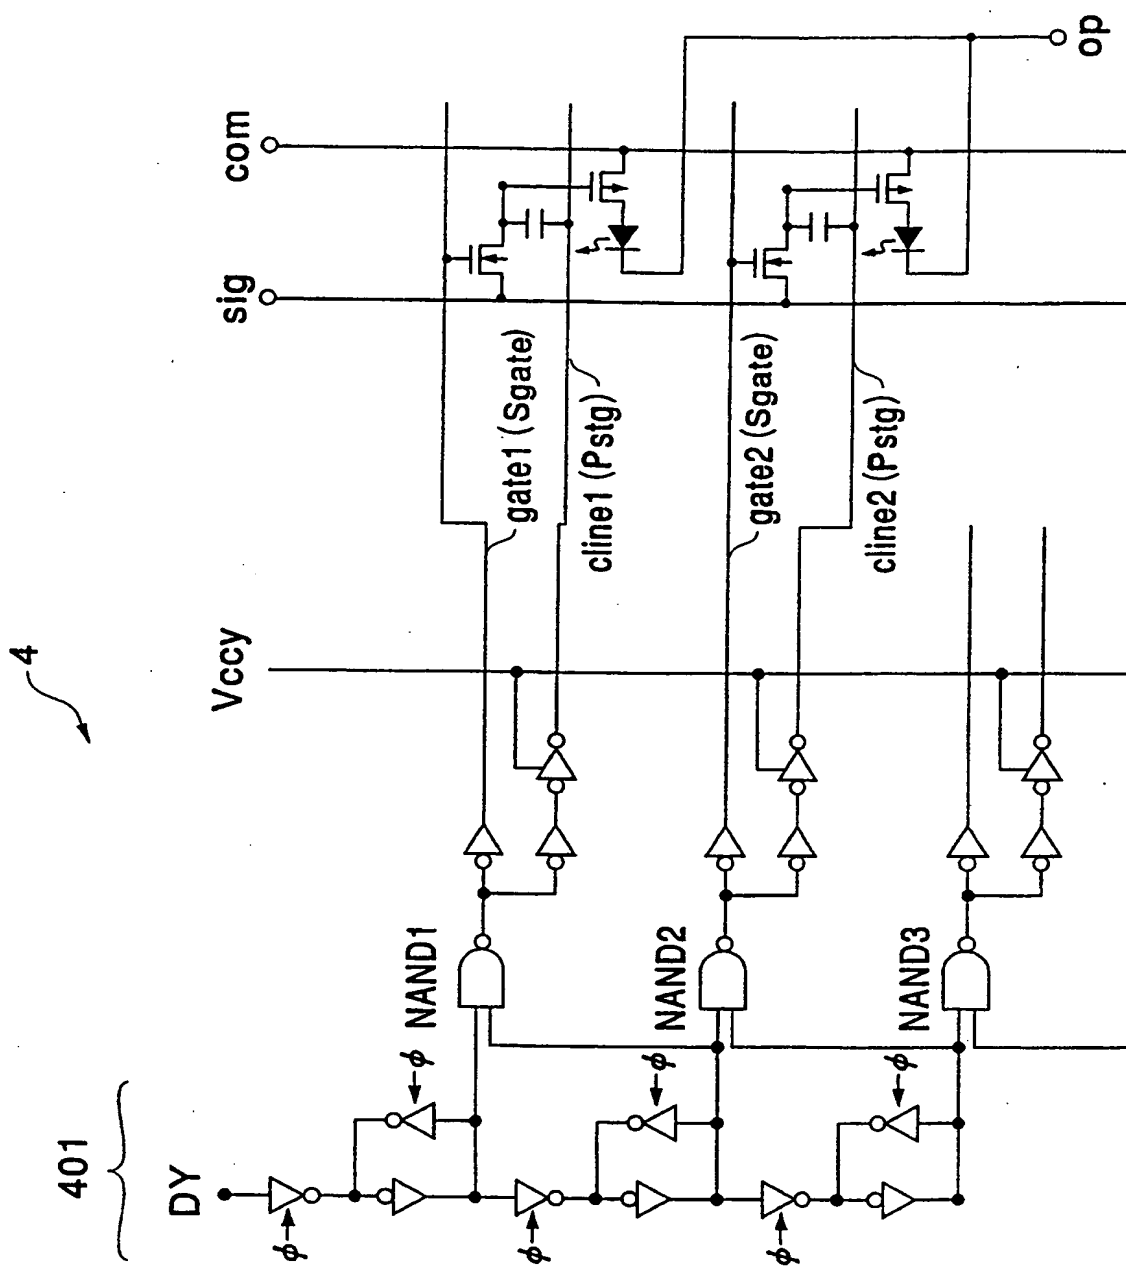 4
401
DY
φ
φ
φ
φ
φ
φ
NAND1
NAND2
NAND3
Vccy
gate1 (Sgate)
cline1 (Pstg)
gate2 (Sgate)
cline2 (Pstg)
sig
com
op